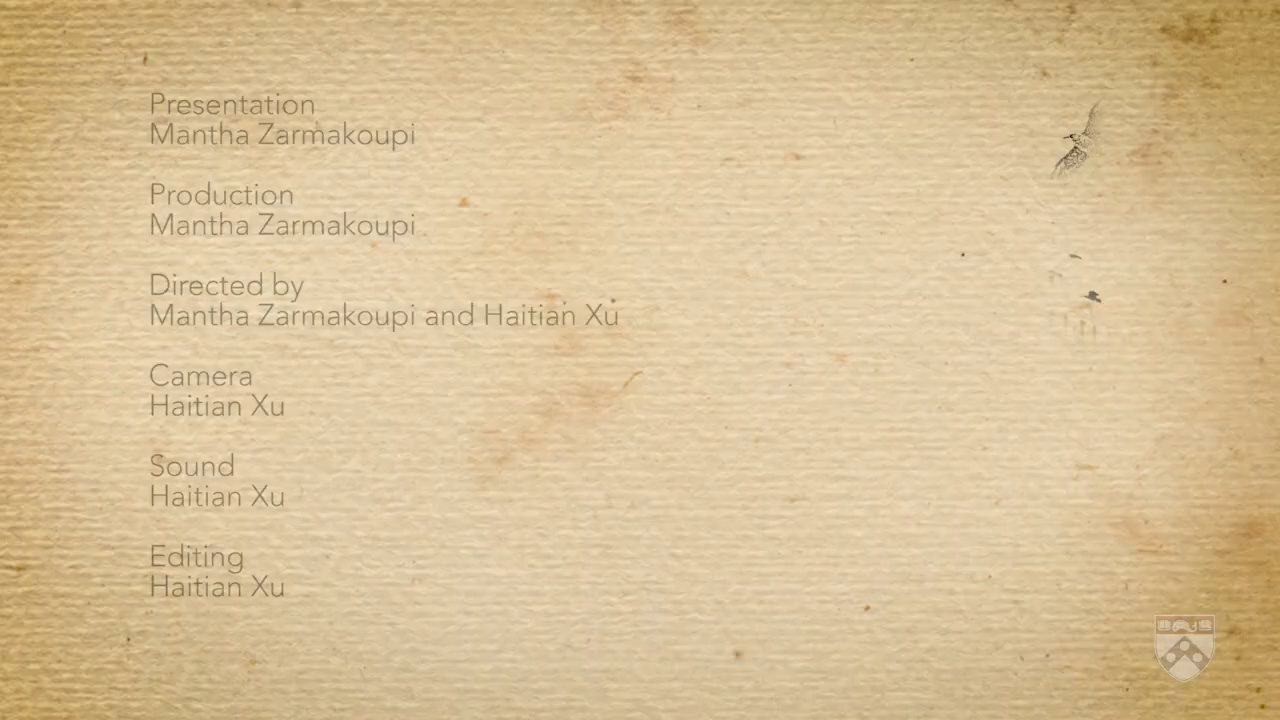 Presentation
Mantha Zarmakoupi
Production
Mantha Zarmakoupi
Directed by
Mantha Zarmakoupi and Haitian Xu
Camera
Haitian Xu
Sound
Haitian Xu
Editing
Haitian Xu